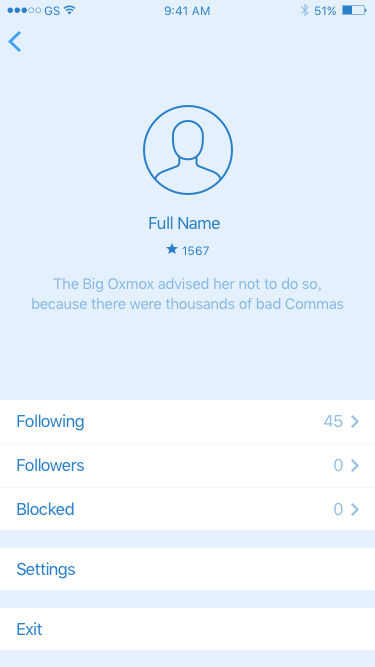 GS 9:41 AM 51%
Full Name
1567
The Big Oxmox advised her not to do so,
because there were thousands of bad Commas
Following 45
Followers 0
Blocked 0
Settings
Exit